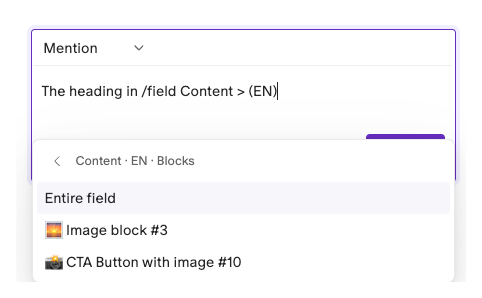 Mention
The heading in /field Content > (EN)
Content · EN · Blocks
Entire field
Image block #3
CTA Button with image #10